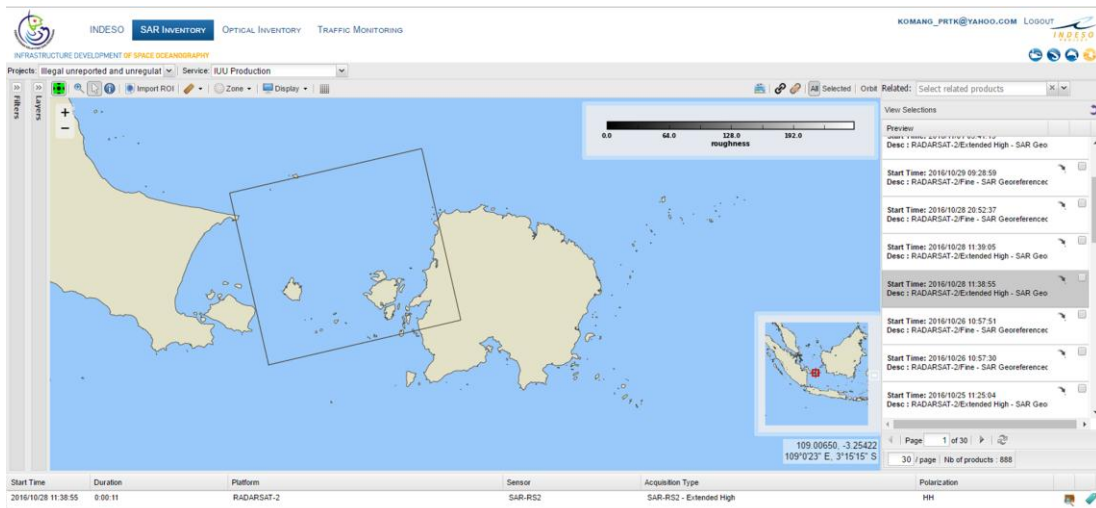 INDESO SAR INVENTORY OPTICAL INVENTORY TRAFFIC MONITORING
KOMANG_PRTK@YAHOO.COM LOGOUT
INDESO
INFRASTRUCTURE DEVELOPMENT OF SPACE OCEANOGRAPHY
Projects: Illegal unreported and unregulat Service: IUU Production
Import ROI Zone Display All Selected Orbit Related: Select related products
Filters
Layers
+
−
0.0 64.0 128.0 192.0
roughness
View Selections
Preview
Desc : RADARSAT-2/Extended High - SAR Geo
Start Time: 2016/10/29 09:28:59
Desc : RADARSAT-2/Fine - SAR Georeferencec
Start Time: 2016/10/28 20:52:37
Desc : RADARSAT-2/Fine - SAR Georeferencec
Start Time: 2016/10/28 11:39:05
Desc : RADARSAT-2/Extended High - SAR Geo
Start Time: 2016/10/28 11:38:55
Desc : RADARSAT-2/Extended High - SAR Geo
Start Time: 2016/10/26 10:57:51
Desc : RADARSAT-2/Fine - SAR Georeferencec
Start Time: 2016/10/26 10:57:30
Desc : RADARSAT-2/Fine - SAR Georeferencec
Start Time: 2016/10/25 11:25:04
Desc : RADARSAT-2/Extended High - SAR Geo
109.00650, -3.25422
109°0'23" E, 3°15'15" S
Page 1 of 30
30 / page Nb of products : 888
Start Time Duration Platform Sensor Acquisition Type Polarization
2016/10/28 11:38:55 0:00:11 RADARSAT-2 SAR-RS2 SAR-RS2 - Extended High HH